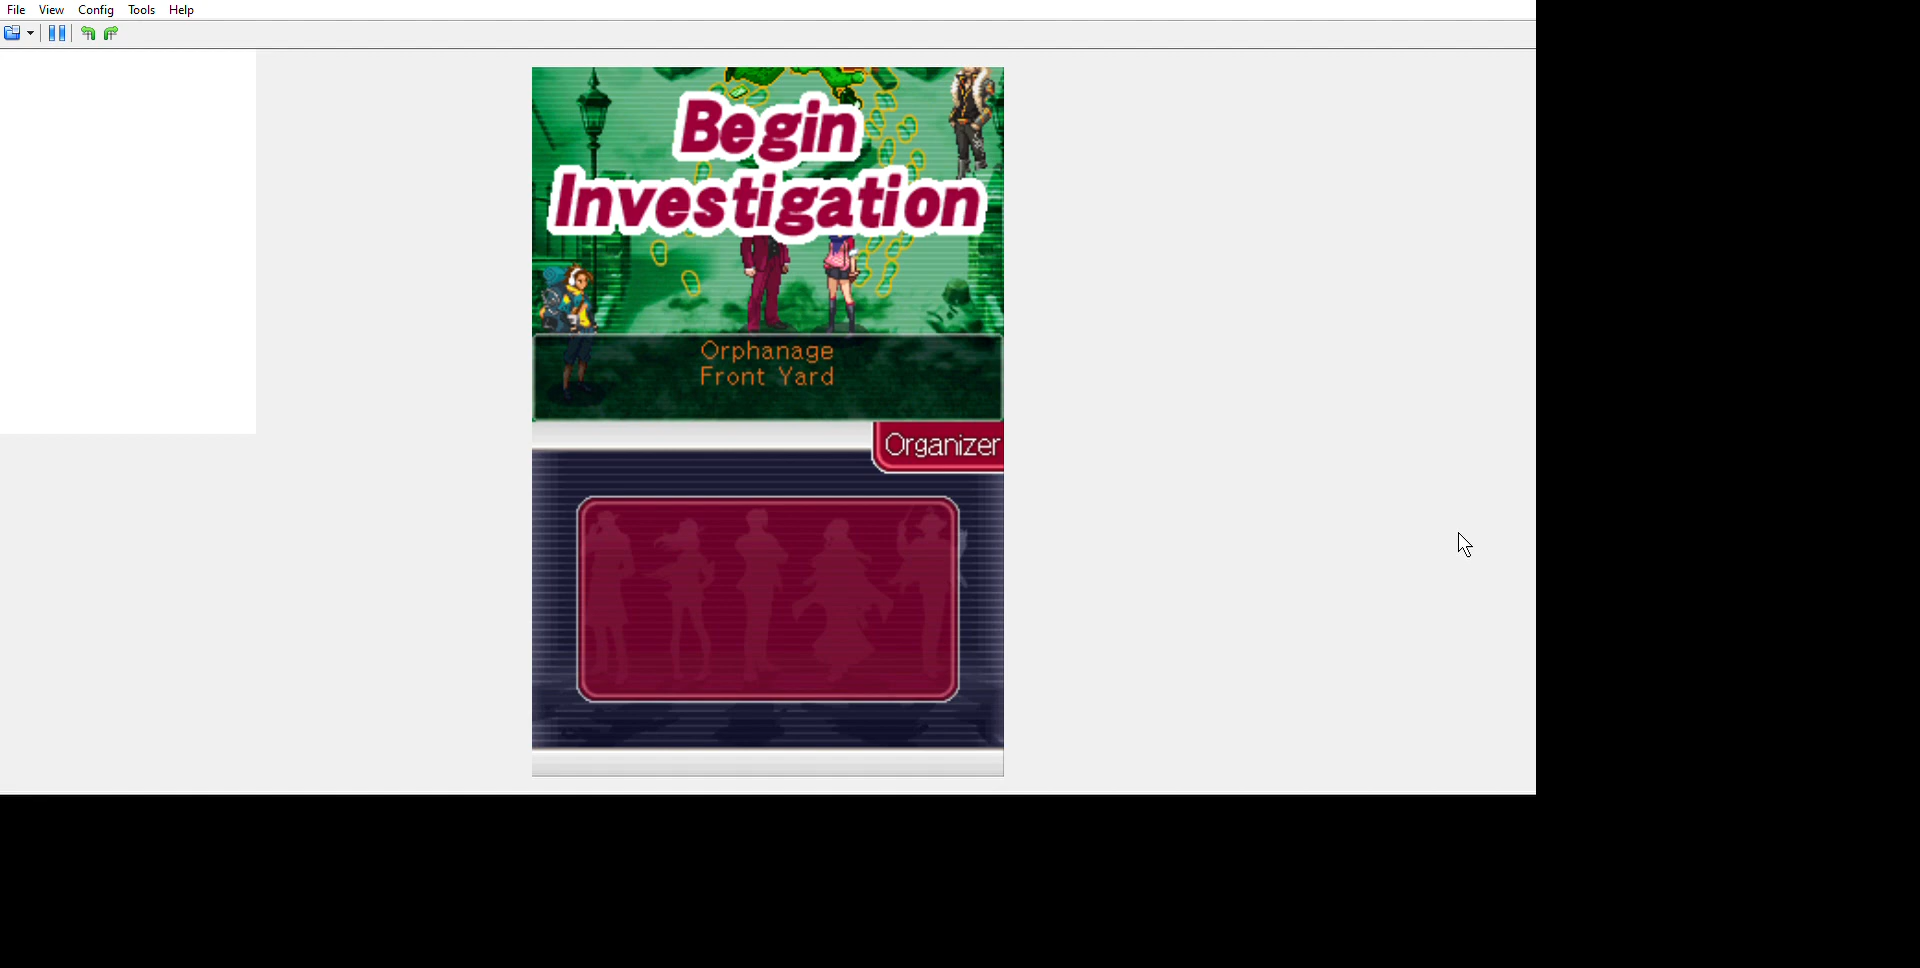 File View Config Tools Help
Begin
Investigation
Orphanage
Front Yard
Organizer